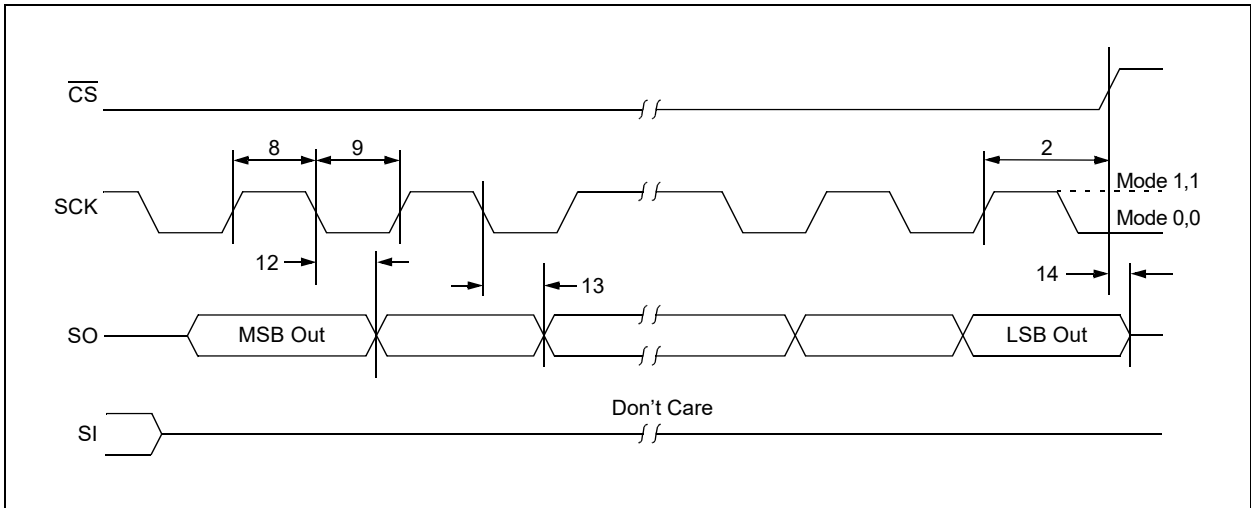 CS
8
9
2
SCK
Mode 1,1
Mode 0,0
12
13
14
SO
MSB Out
LSB Out
Don't Care
SI